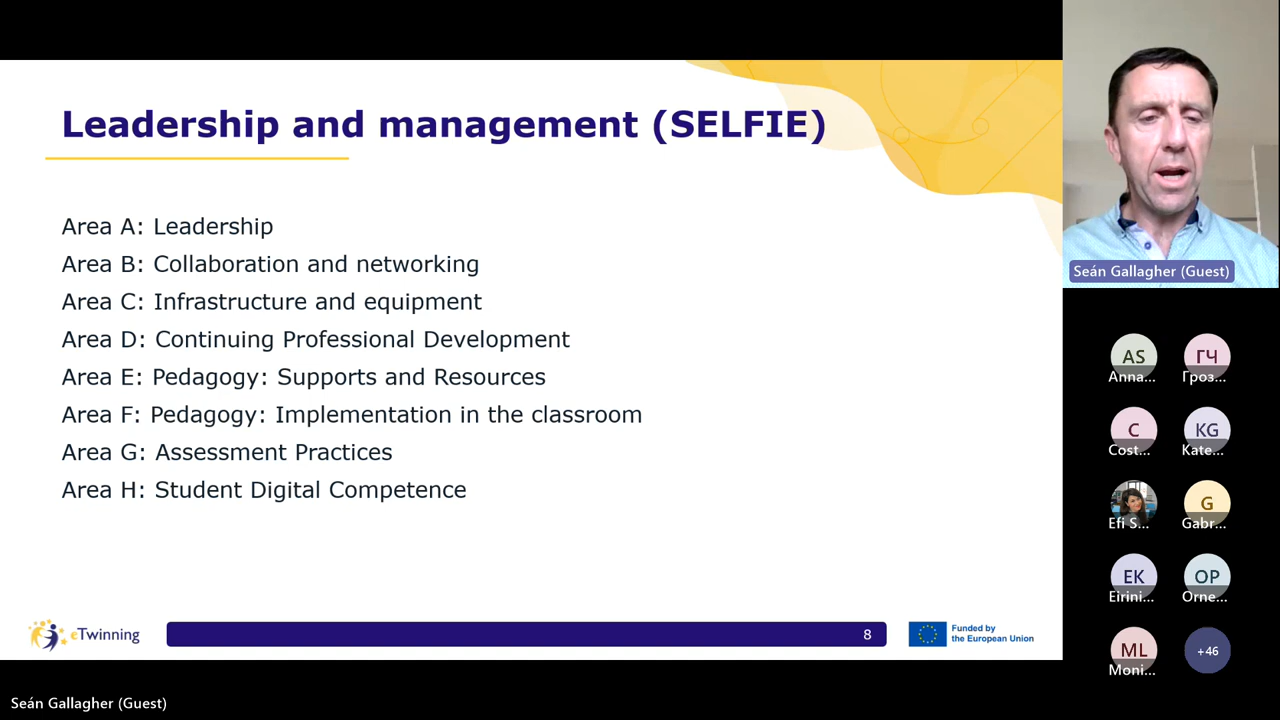 Leadership and management (SELFIE)
Area A: Leadership
Area B: Collaboration and networking
Area C: Infrastructure and equipment
Area D: Continuing Professional Development
Area E: Pedagogy: Supports and Resources
Area F: Pedagogy: Implementation in the classroom
Area G: Assessment Practices
Area H: Student Digital Competence
eTwinning
8
Funded by
the European Union
Seán Gallagher (Guest)
AS
Anna...
ГЧ
Гроз...
C
Cost...
KG
Kate...
Efi S...
G
Gabr...
EK
Eirini...
OP
Orne...
ML
Moni...
+46
Seán Gallagher (Guest)